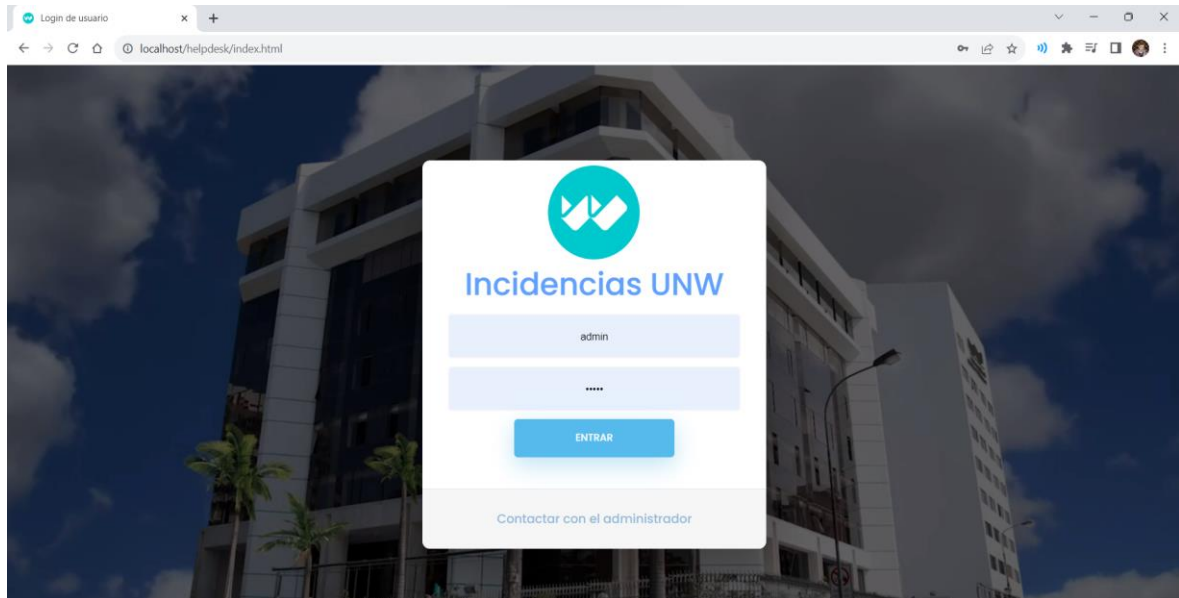 Login de usuario
localhost/helpdesk/index.html
Incidencias UNW
admin
•••••
ENTRAR
Contactar con el administrador